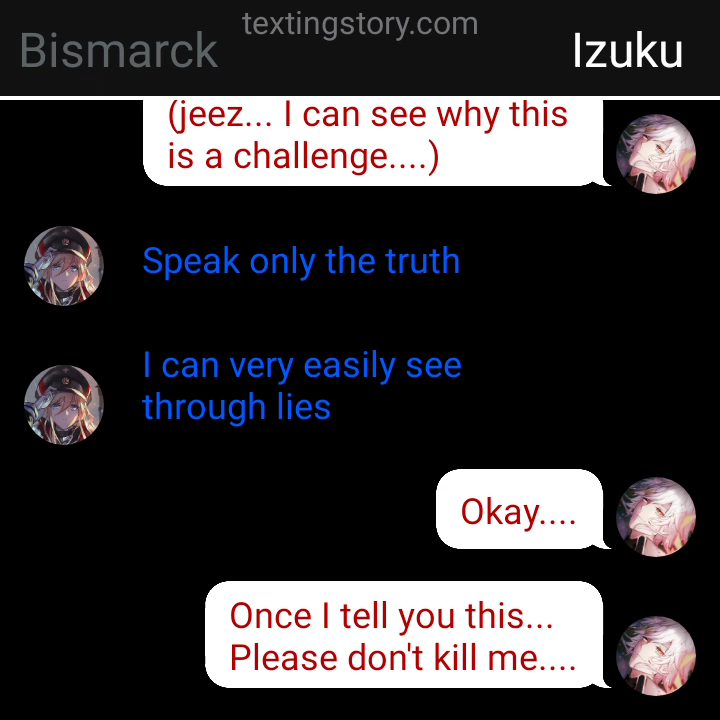 textingstory.com
Bismarck
Izuku
(jeez... I can see why this
is a challenge....)
Speak only the truth
I can very easily see
through lies
Okay....
Once I tell you this...
Please don't kill me....